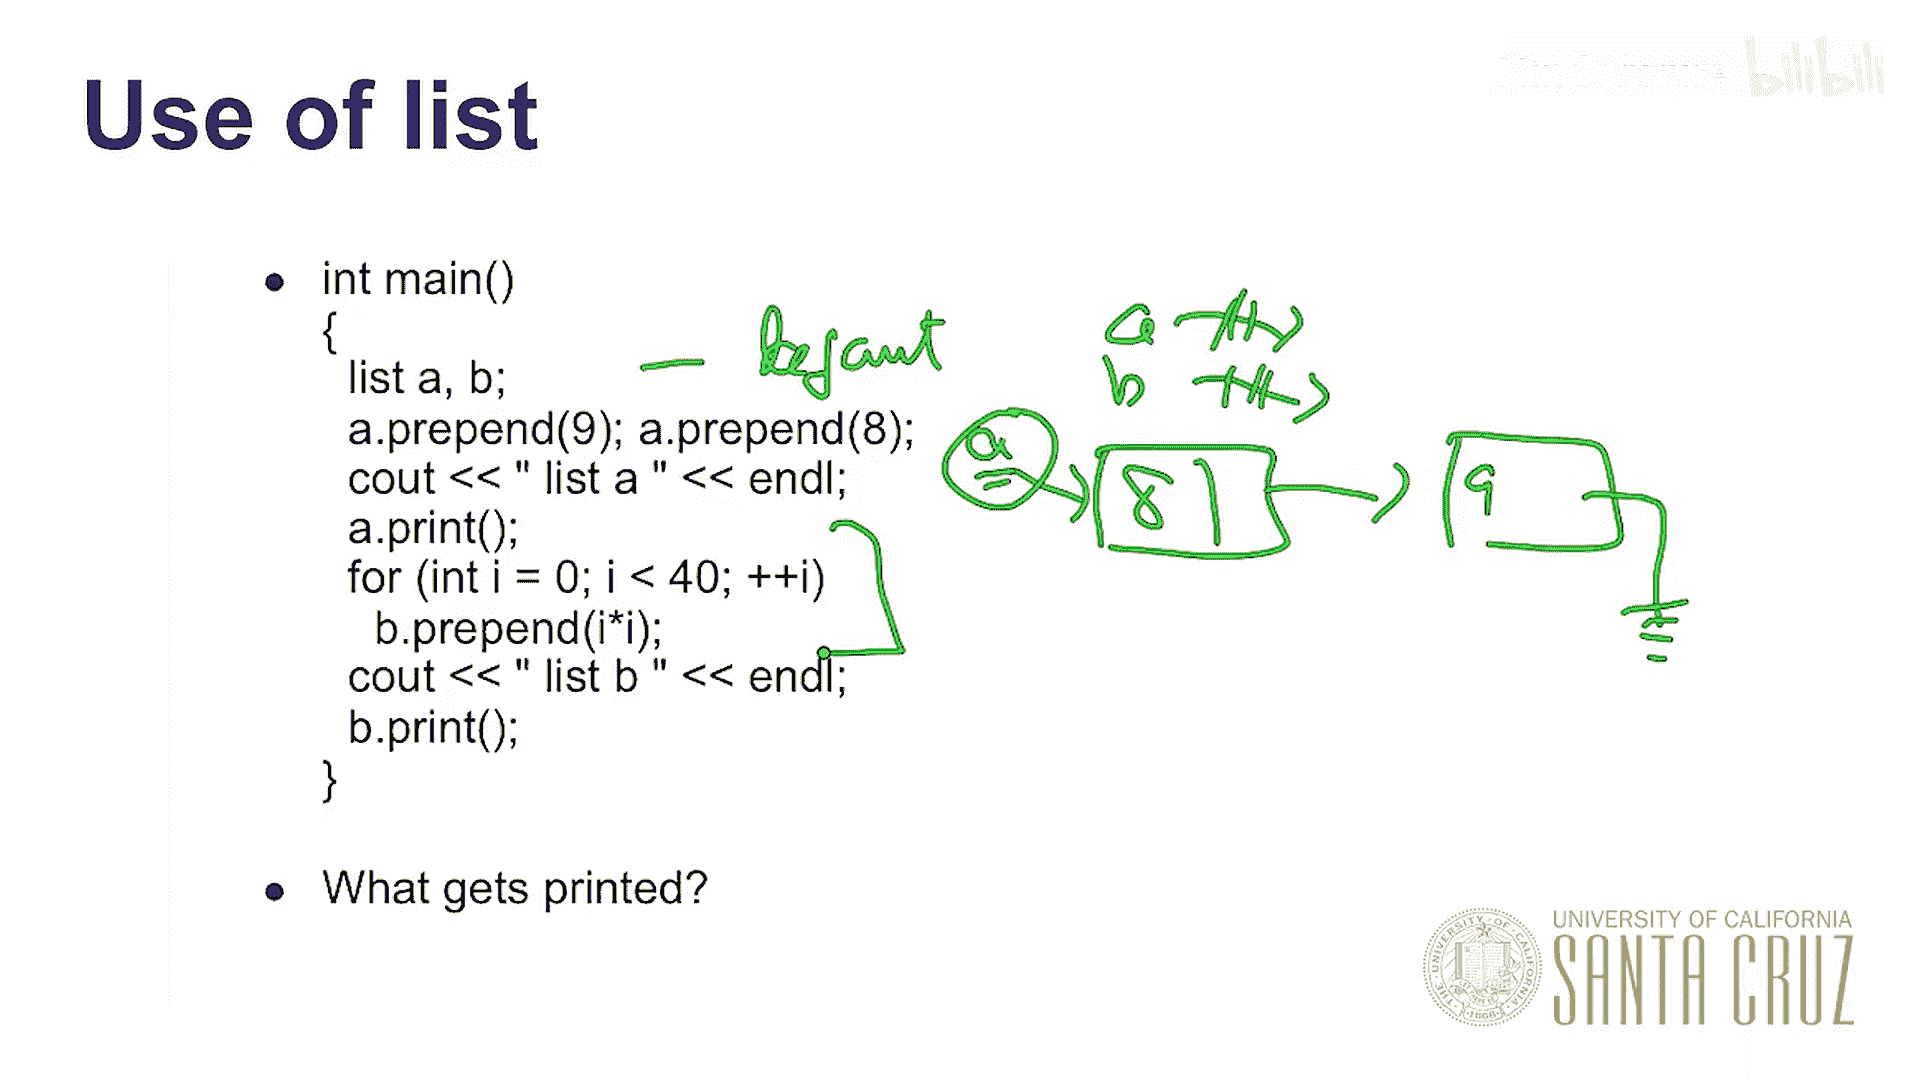 Use of list
bilibili
int main()
{
list a, b;
a.prepend(9); a.prepend(8);
cout << " list a " << endl;
a.print();
for (int i = 0; i < 40; ++i)
b.prepend(i*i);
cout << " list b " << endl;
b.print();
}
a
b
a
8
9
What gets printed?
UNIVERSITY OF CALIFORNIA
SANTA CRUZ